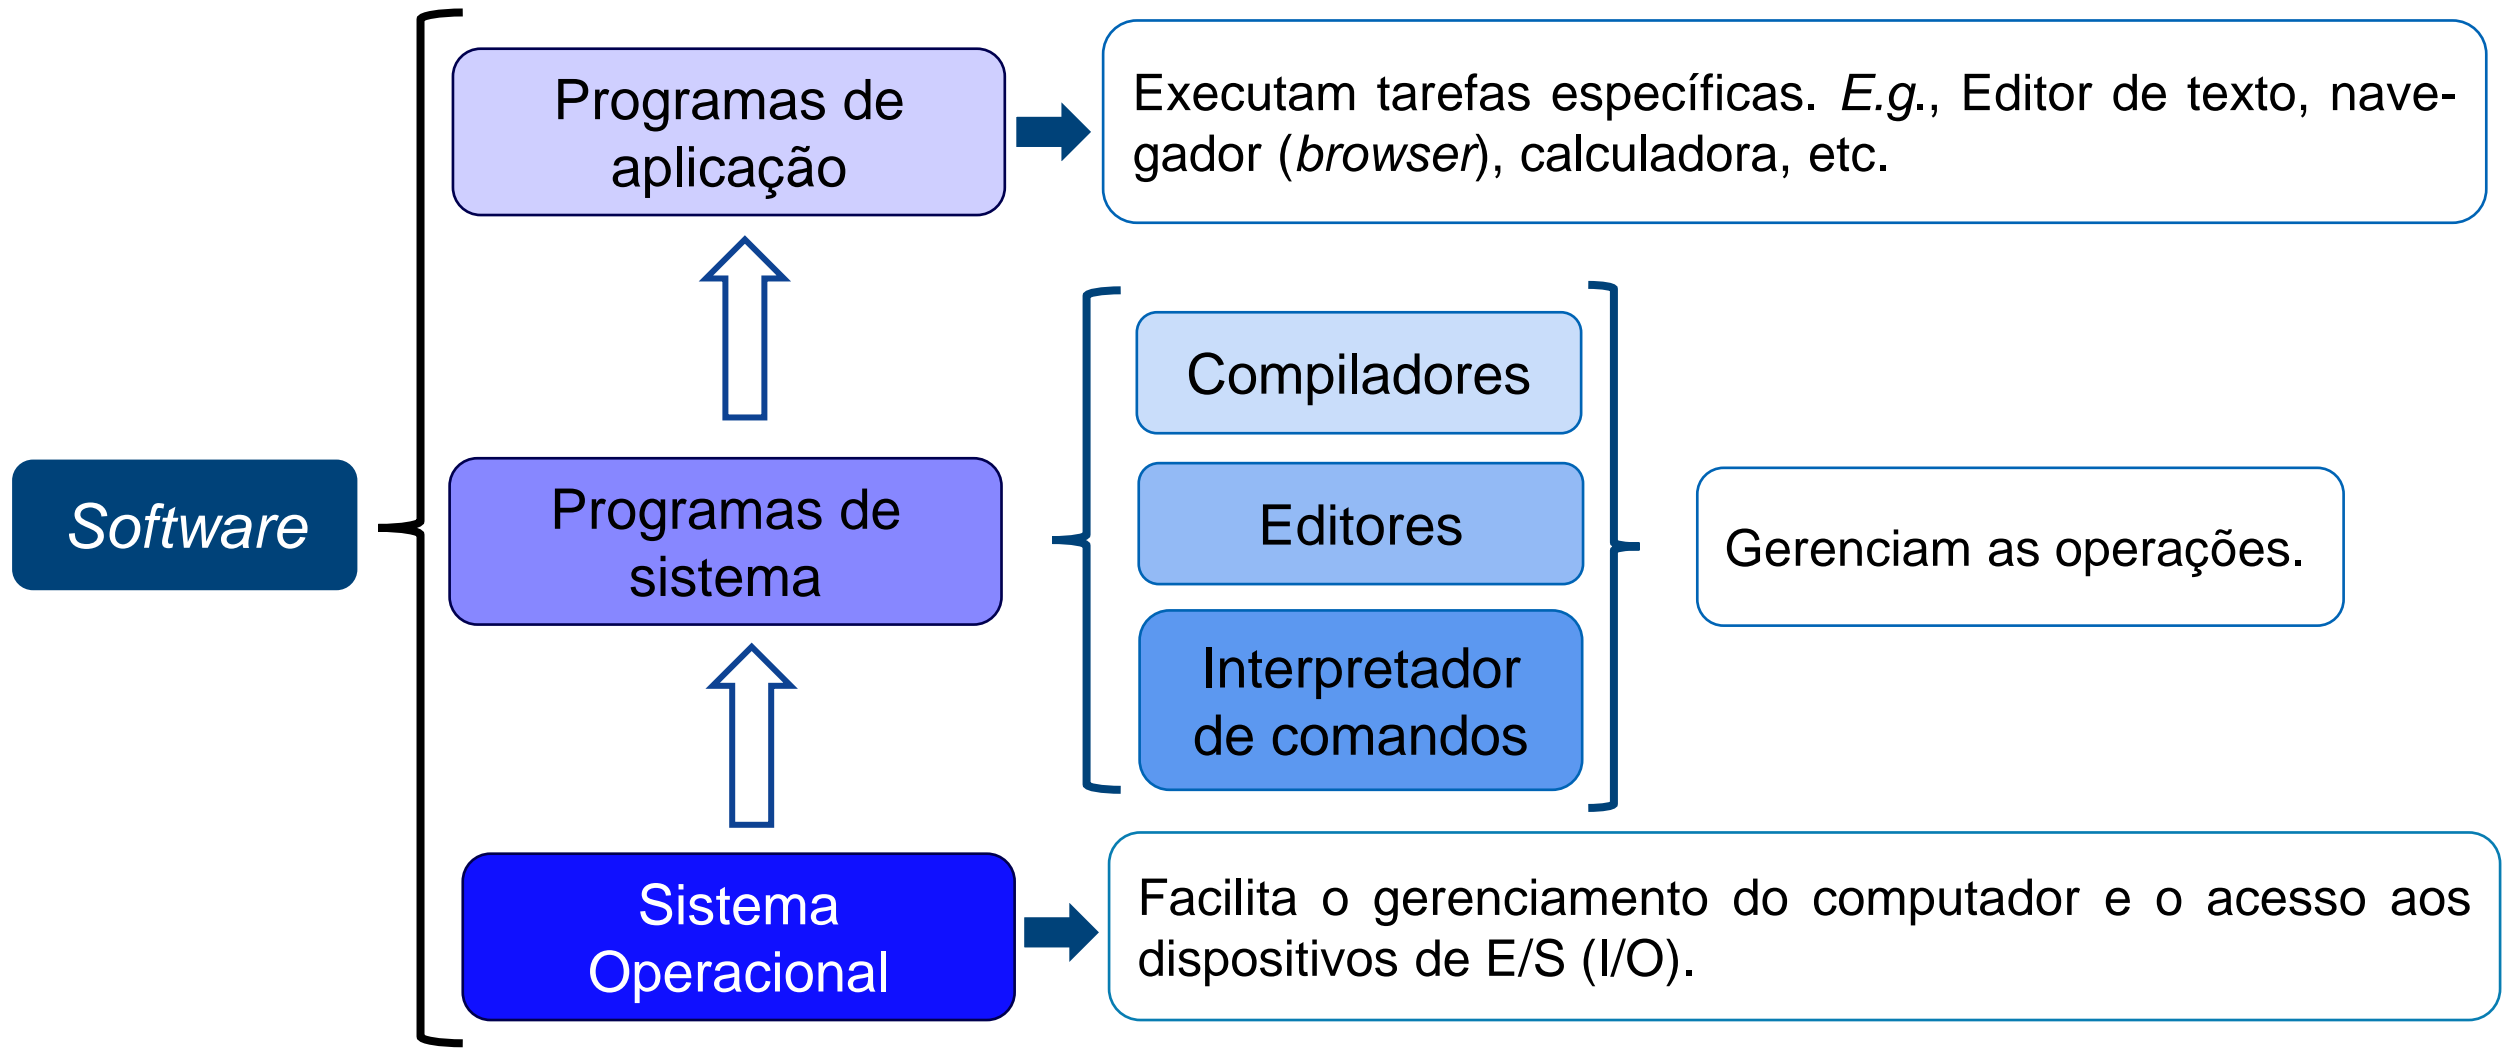 Programas de
aplicação
Executam tarefas específicas. E.g., Editor de texto, nave-
gador (browser), calculadora, etc.
Software
Programas de
sistema
Compiladores
Editores
Interpretador
de comandos
Gerenciam as operações.
Sistema
Operacional
Facilita o gerenciamento do computador e o acesso aos
dispositivos de E/S (I/O).